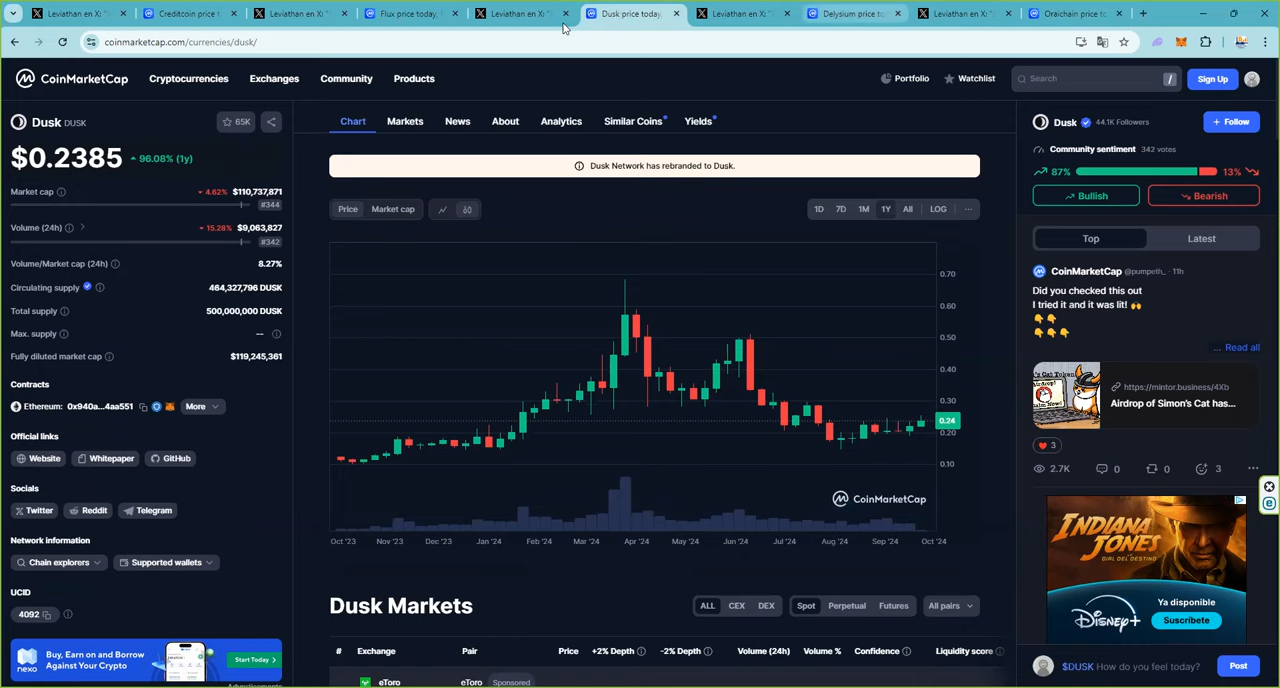 Leviathan en X: "
Creditcoin price t
Leviathan en X: "
Flux price today,
Leviathan en X: "
Dusk price today
Leviathan en X: "
Delysium price to
Leviathan en X: "
Oraichain price to
coinmarketcap.com/currencies/dusk/
CoinMarketCap
Cryptocurrencies
Exchanges
Community
Products
Portfolio
Watchlist
Search
/
Sign Up
Dusk DUSK
65K
$0.2385
96.08% (1y)
Market cap
4.62% $110,737,871
#344
Volume (24h)
15.28% $9,063,827
#342
Volume/Market cap (24h)
8.27%
Circulating supply
464,327,796 DUSK
Total supply
500,000,000 DUSK
Max. supply
--
Fully diluted market cap
$119,245,361
Contracts
Ethereum: 0x940a...4aa551
More
Official links
Website
Whitepaper
GitHub
Socials
Twitter
Reddit
Telegram
Network information
Chain explorers
Supported wallets
UCID
4092
nexo
Buy, Earn on and Borrow
Against Your Crypto
Start Today >
Advertisements
Chart
Markets
News
About
Analytics
Similar Coins
Yields
Dusk Network has rebranded to Dusk.
Price
Market cap
1D
7D
1M
1Y
All
LOG
...
0.70
0.60
0.50
0.40
0.30
0.24
0.20
0.10
CoinMarketCap
Oct '23
Nov '23
Dec '23
Jan '24
Feb '24
Mar '24
Apr '24
May '24
Jun '24
Jul '24
Aug '24
Sep '24
Oct '24
Dusk Markets
ALL
CEX
DEX
Spot
Perpetual
Futures
All pairs
#
Exchange
Pair
Price
+2% Depth
-2% Depth
Volume (24h)
Volume %
Confidence
Liquidity score
eToro
eToro
Sponsored
Dusk
44.1K Followers
+ Follow
Community sentiment 342 votes
87%
13%
Bullish
Bearish
Top
Latest
CoinMarketCap @pumpeth_ · 11h
Did you checked this out
I tried it and it was lit! 🙌
👇👇
👇👇👇
... Read all
https://mintor.business/4Xb
Airdrop of Simon's Cat has...
3
2.7K
0
0
3
...
INDIANA
JONES
Disney+
Ya disponible
Suscríbete
$DUSK How do you feel today?
Post